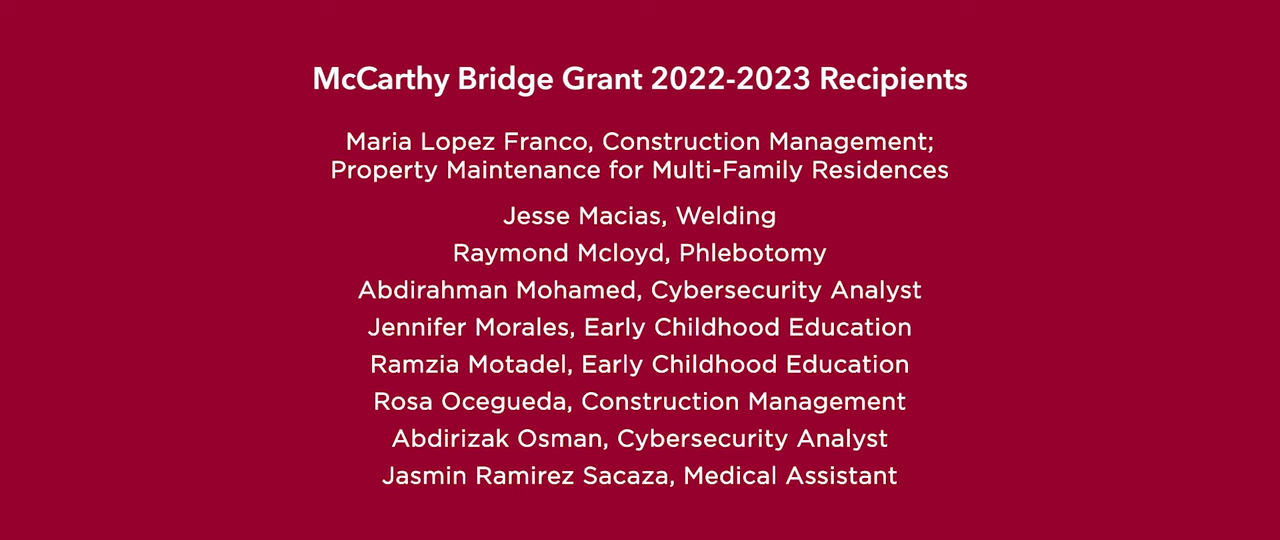 McCarthy Bridge Grant 2022-2023 Recipients
Maria Lopez Franco, Construction Management;
Property Maintenance for Multi-Family Residences
Jesse Macias, Welding
Raymond Mcloyd, Phlebotomy
Abdirahman Mohamed, Cybersecurity Analyst
Jennifer Morales, Early Childhood Education
Ramzia Motadel, Early Childhood Education
Rosa Ocegueda, Construction Management
Abdirizak Osman, Cybersecurity Analyst
Jasmin Ramirez Sacaza, Medical Assistant